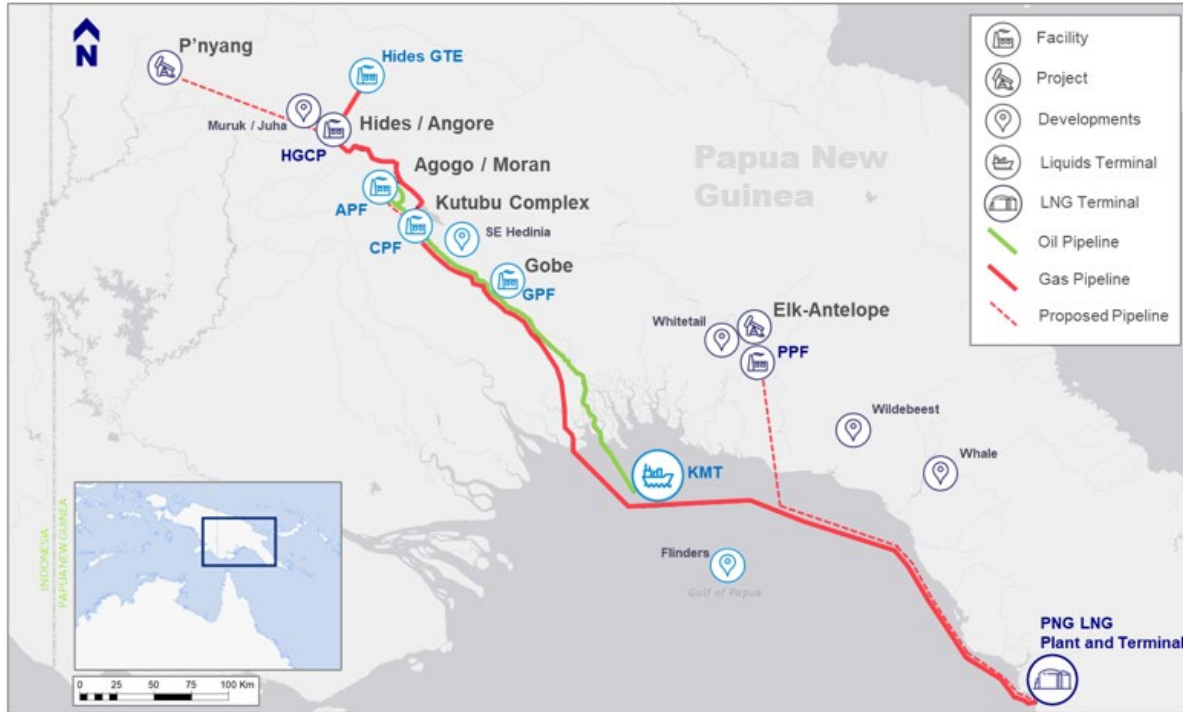 N
P'nyang
Hides GTE
Muruk / Juha
Hides / Angore
HGCP
Agogo / Moran
APF
Kutubu Complex
CPF
SE Hedinia
Gobe
GPF
Papua New
Guinea
Elk-Antelope
Whitetail
PPF
Wildebeest
Whale
KMT
Flinders
Gulf of Papua
PNG LNG
Plant and Terminal
INDONESIA
PAPUA NEW GUINEA
0 25 50 75 100 Km
Facility
Project
Developments
Liquids Terminal
LNG Terminal
Oil Pipeline
Gas Pipeline
Proposed Pipeline